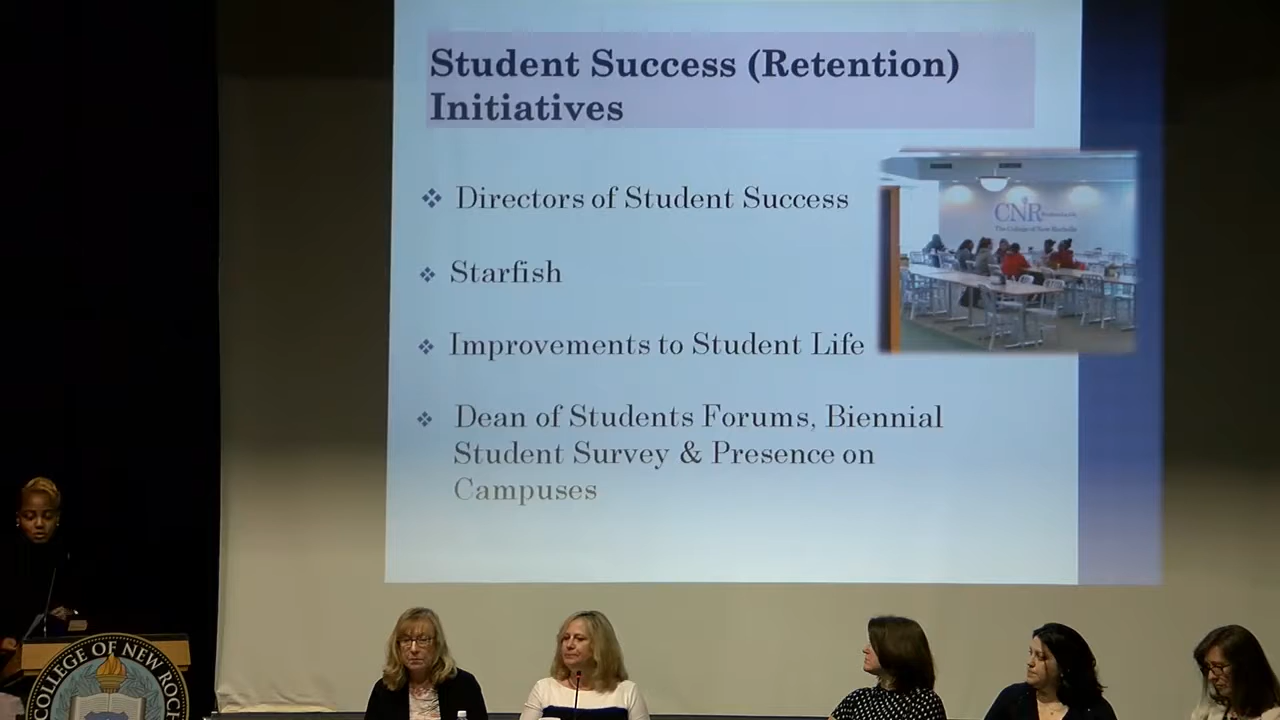 Student Success (Retention)
Initiatives
Directors of Student Success
Starfish
Improvements to Student Life
Dean of Students Forums, Biennial
Student Survey & Presence on
Campuses
CNR
The College of New Rochelle
COLLEGE OF NEW ROCH